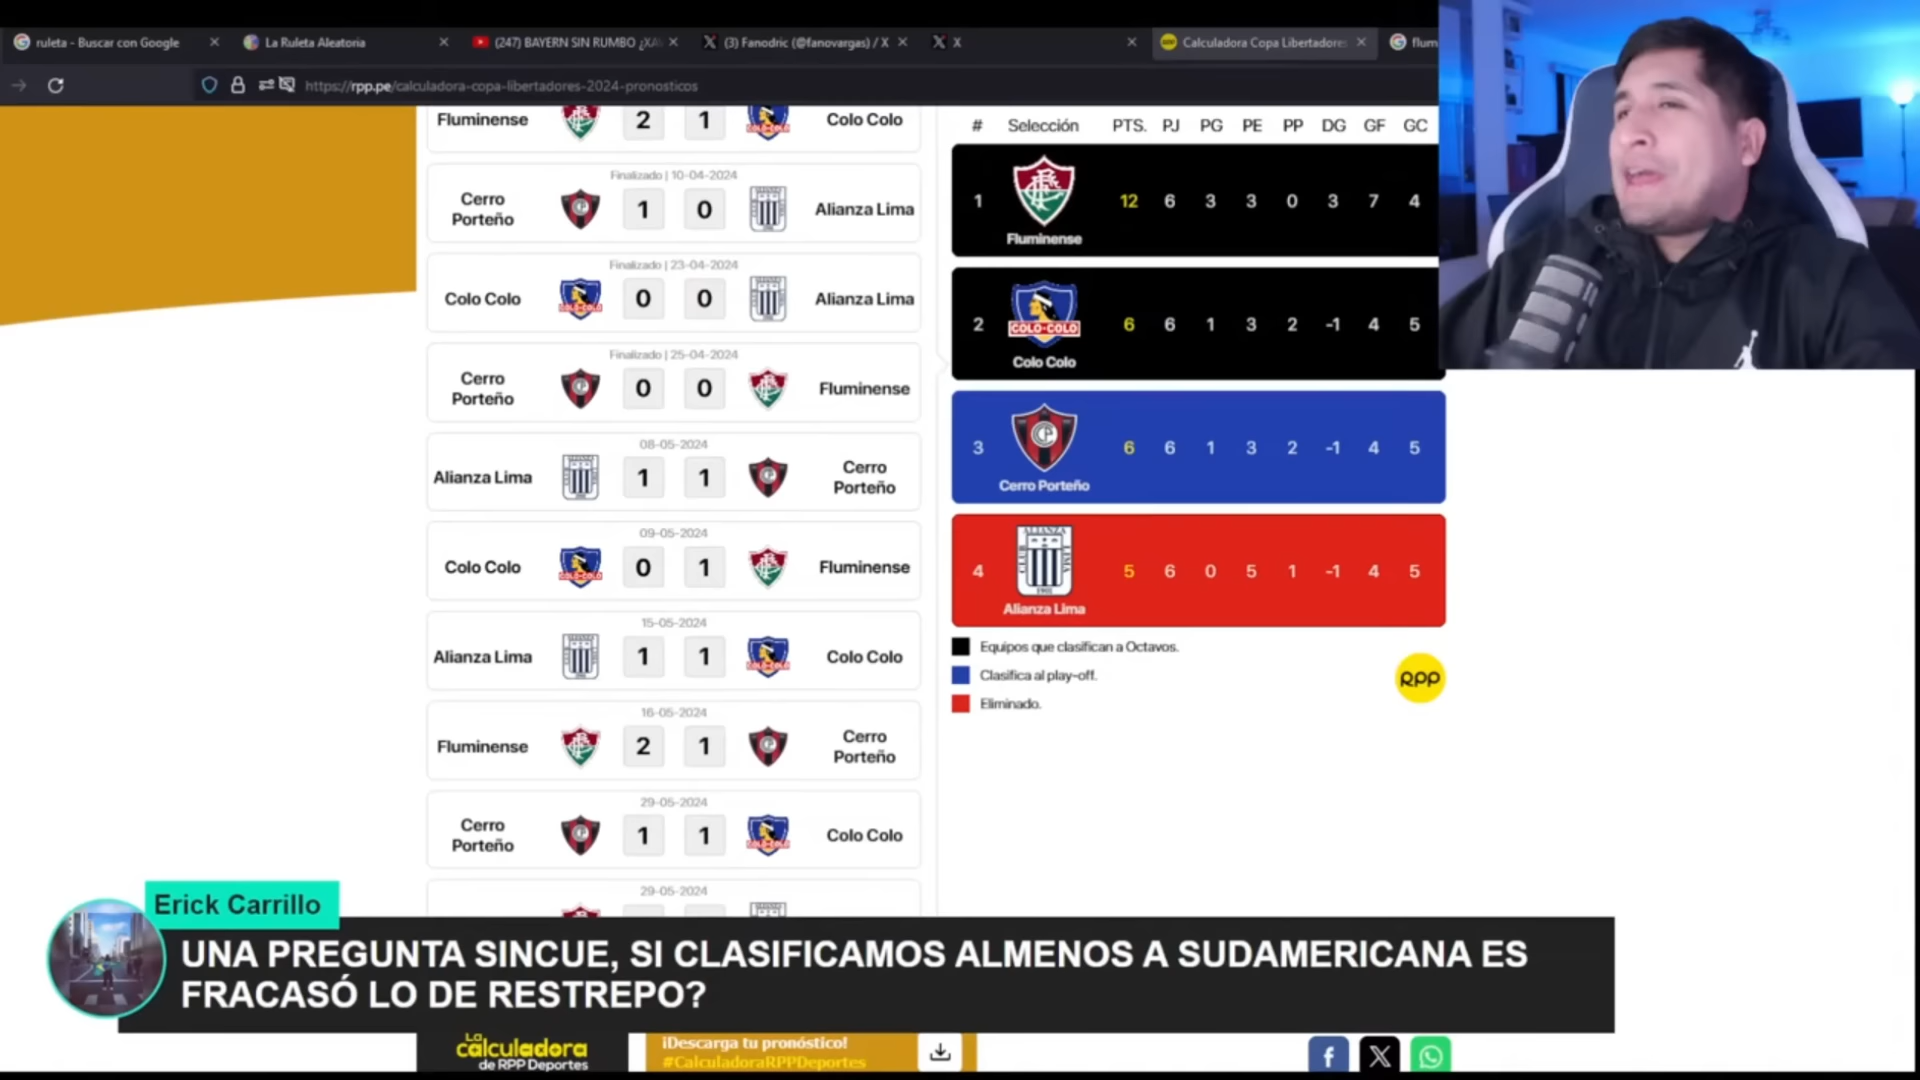 ruleta - Buscar con Google
La Ruleta Aleatoria
(247) BAYERN SIN RUMBO ¿XA
(3) Fanodric (@fanovargas) / X
X
Calculadora Copa Libertadores
flum
https://rpp.pe/calculadora-copa-libertadores-2024-pronosticos
Fluminense 2 1 Colo Colo
Finalizado | 10-04-2024
Cerro Porteño 1 0 Alianza Lima
Finalizado | 23-04-2024
Colo Colo 0 0 Alianza Lima
Finalizado | 25-04-2024
Cerro Porteño 0 0 Fluminense
08-05-2024
Alianza Lima 1 1 Cerro Porteño
09-05-2024
Colo Colo 0 1 Fluminense
15-05-2024
Alianza Lima 1 1 Colo Colo
16-05-2024
Fluminense 2 1 Cerro Porteño
29-05-2024
Cerro Porteño 1 1 Colo Colo
29-05-2024
# Selección PTS. PJ PG PE PP DG GF GC
1 12 6 3 3 0 3 7 4
Fluminense
2 COLO-COLO 6 6 1 3 2 -1 4 5
Colo Colo
3 CP 6 6 1 3 2 -1 4 5
Cerro Porteño
4 ALIANZA CLUB LIMA 1901 5 6 0 5 1 -1 4 5
Alianza Lima
Equipos que clasifican a Octavos.
Clasifica al play-off.
Eliminado.
RPP
Erick Carrillo
UNA PREGUNTA SINCUE, SI CLASIFICAMOS ALMENOS A SUDAMERICANA ES
FRACASÓ LO DE RESTREPO?
La calculadora
de RPP Deportes
¡Descarga tu pronóstico!
#CalculadoraRPPDeportes